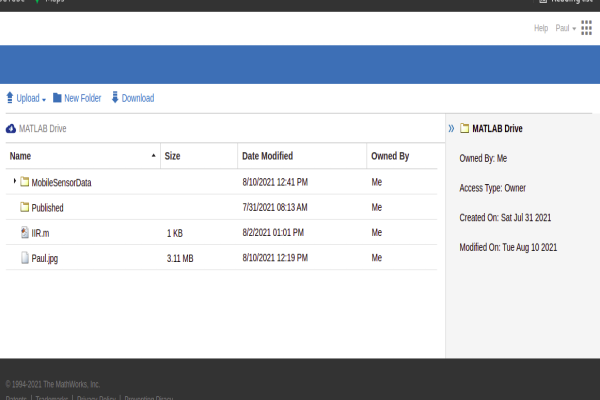 Maps
Reading list
Help Paul
Upload New Folder Download
MATLAB Drive
Name Size Date Modified Owned By
MobileSensorData 8/10/2021 12:41 PM Me
Published 7/31/2021 08:13 AM Me
IIR.m 1 KB 8/2/2021 01:01 PM Me
Paul.jpg 3.11 MB 8/10/2021 12:19 PM Me
» MATLAB Drive
Owned By: Me
Access Type: Owner
Created On: Sat Jul 31 2021
Modified On: Tue Aug 10 2021
© 1994-2021 The MathWorks, Inc.
Patents | Trademarks | Privacy Policy | Preventing Piracy